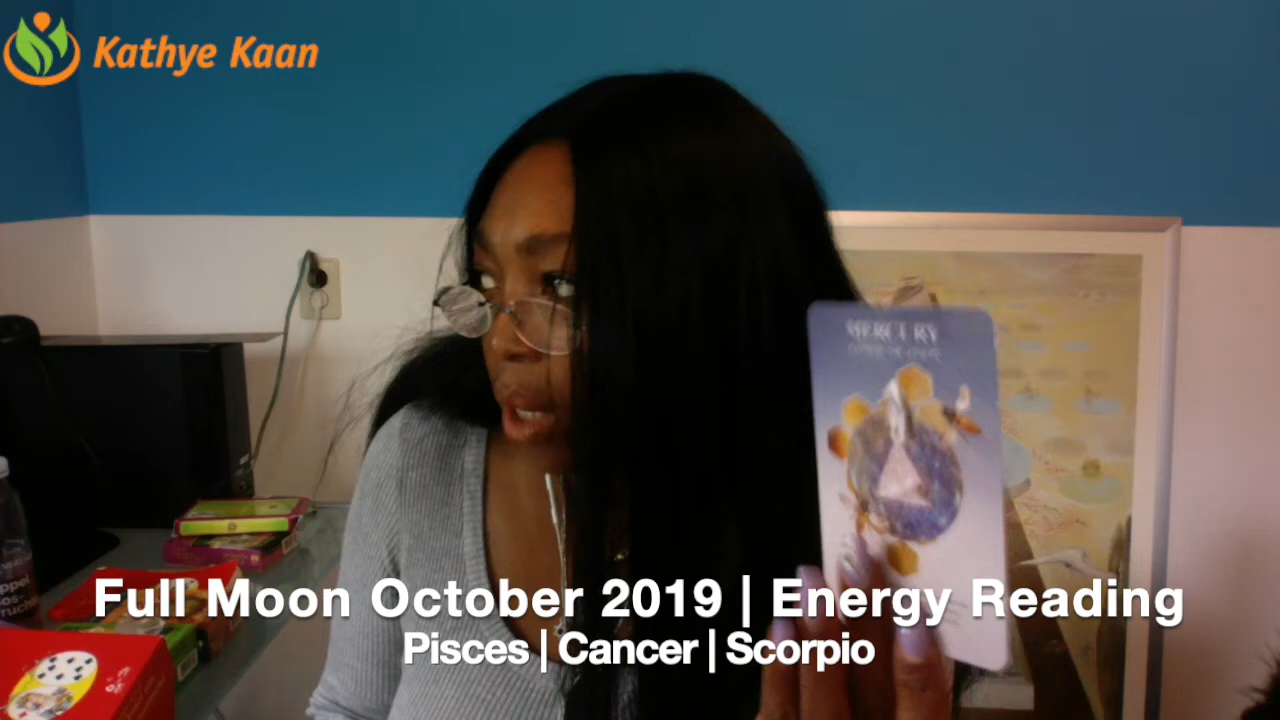 Kathye Kaan
MERCURY
Full Moon October 2019 | Energy Reading
Pisces | Cancer | Scorpio